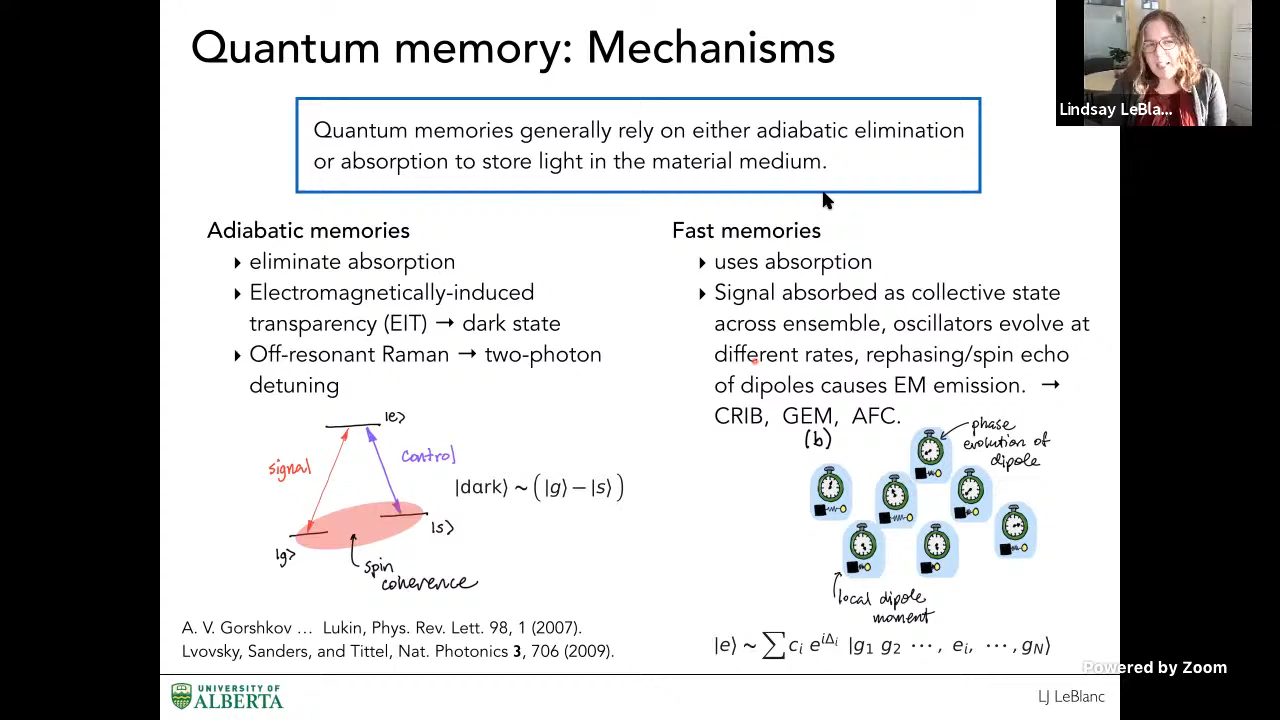 Quantum memory: Mechanisms
Lindsay LeBla...
Quantum memories generally rely on either adiabatic elimination
or absorption to store light in the material medium.
Adiabatic memories
‣ eliminate absorption
‣ Electromagnetically-induced
transparency (EIT) → dark state
‣ Off-resonant Raman → two-photon
detuning
|e>
signal
control
|dark⟩ ~ (|g⟩ − |s⟩)
|s>
|g>
spin
coherence
A. V. Gorshkov … Lukin, Phys. Rev. Lett. 98, 1 (2007).
Lvovsky, Sanders, and Tittel, Nat. Photonics 3, 706 (2009).
Fast memories
‣ uses absorption
‣ Signal absorbed as collective state
across ensemble, oscillators evolve at
different rates, rephasing/spin echo
of dipoles causes EM emission. →
CRIB, GEM, AFC.
(b)
phase
evolution of
dipole
local dipole
moment
|e⟩ ~ ∑ cᵢ e^{iΔᵢ} |g₁ g₂ ⋯, eᵢ, ⋯, g_N⟩
Powered by Zoom
UNIVERSITY OF
ALBERTA
LJ LeBlanc